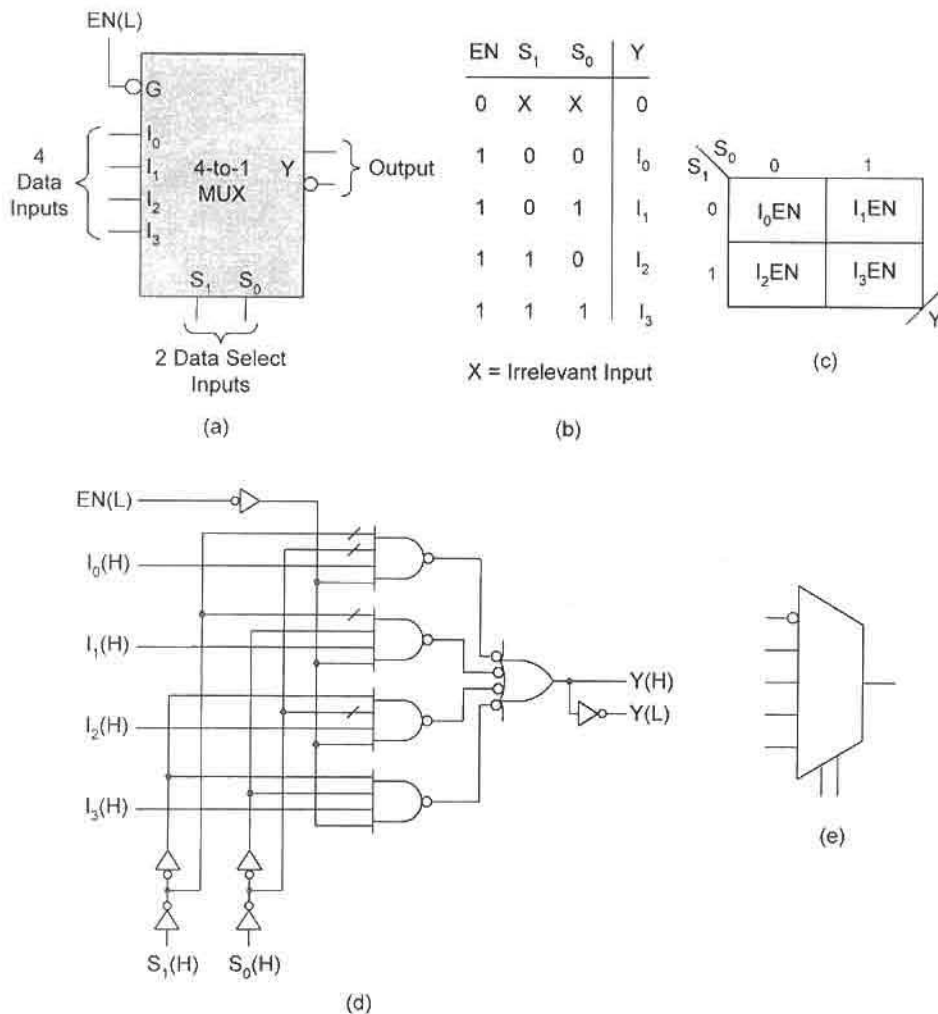 EN(L)
G
I0
I1
I2
I3
4
Data
Inputs
4-to-1
MUX
Y
Output
S1 S0
2 Data Select
Inputs
(a)
EN S1 S0 Y
0 X X 0
1 0 0 I0
1 0 1 I1
1 1 0 I2
1 1 1 I3
X = Irrelevant Input
(b)
S0
S1
0 1
0 I0EN I1EN
1 I2EN I3EN
Y
(c)
EN(L)
I0(H)
I1(H)
I2(H)
I3(H)
Y(H)
Y(L)
S1(H) S0(H)
(d)
(e)